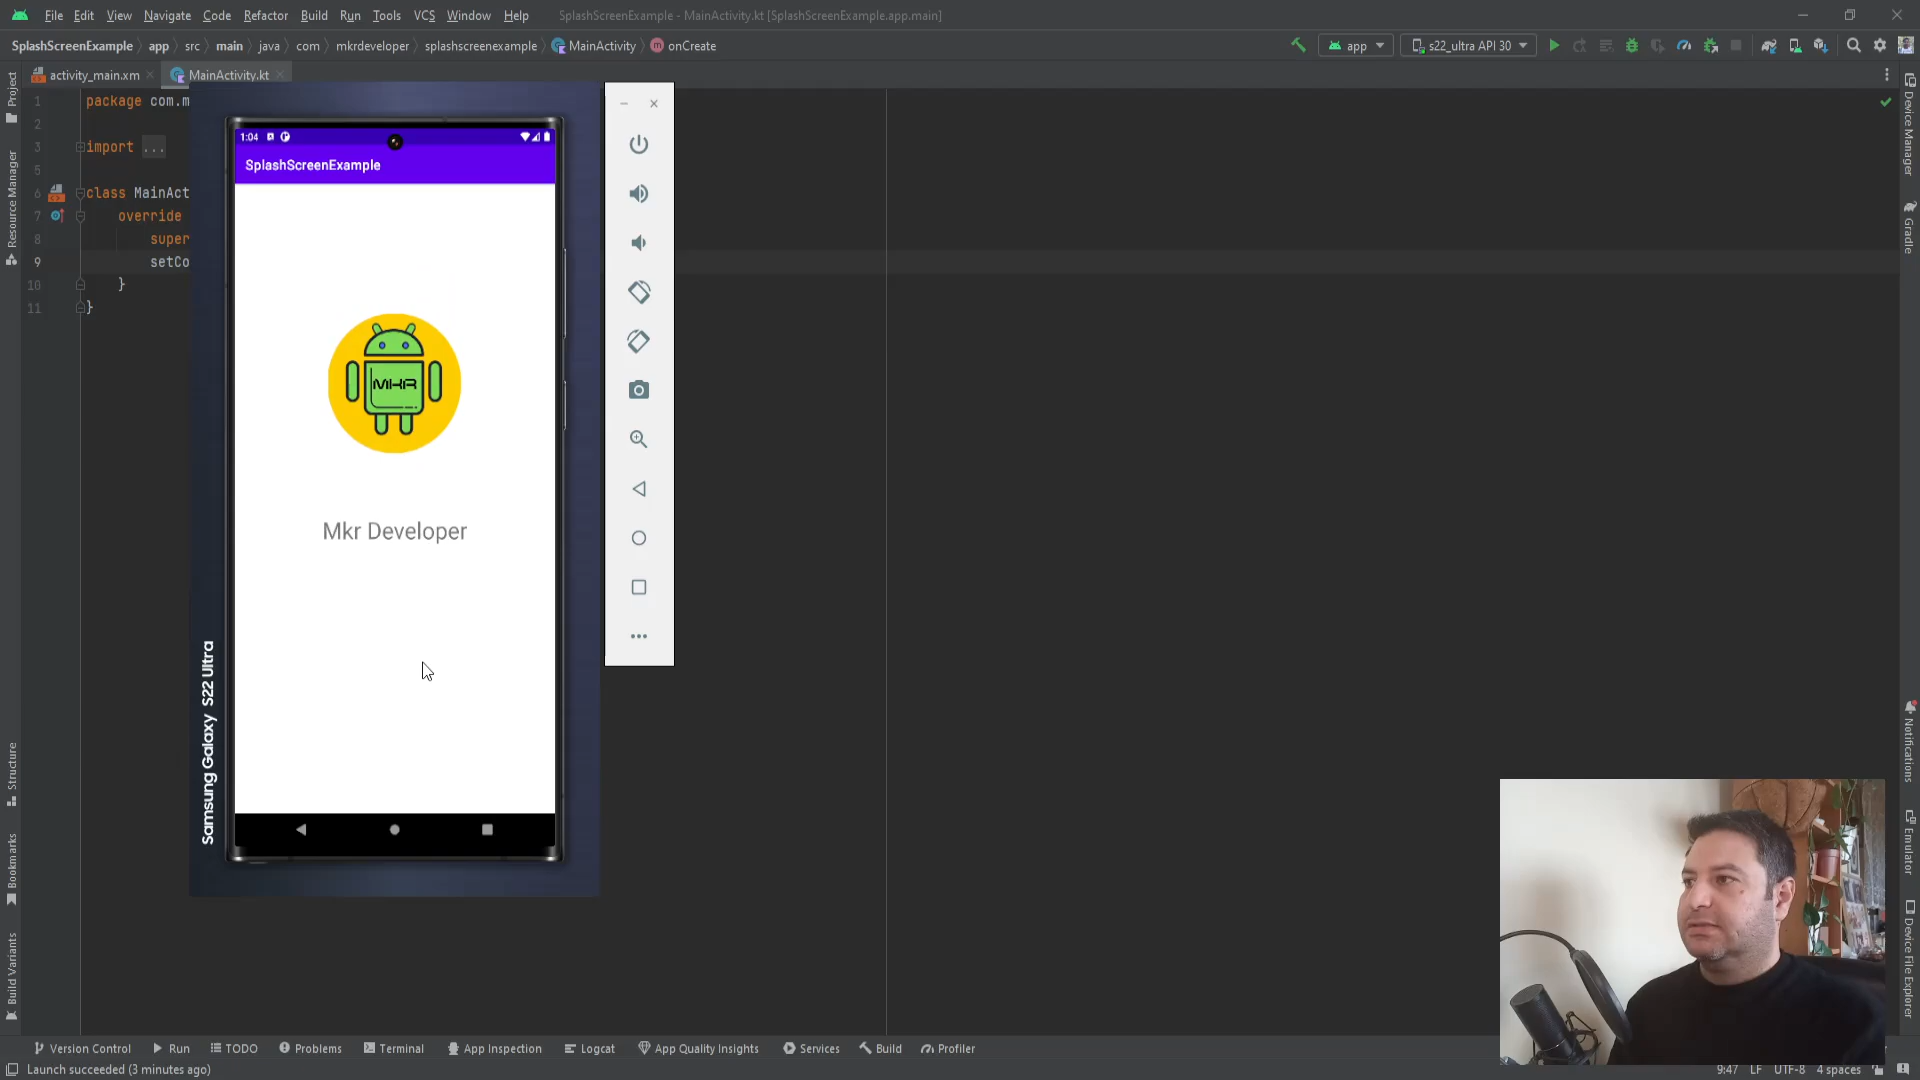 File Edit View Navigate Code Refactor Build Run Tools VCS Window Help SplashScreenExample - MainActivity.kt [SplashScreenExample.app.main]
SplashScreenExample app src main java com mkrdeveloper splashscreenexample MainActivity onCreate app s22_ultra API 30
activity_main.xm MainActivity.kt
Project
Resource Manager
Structure
Bookmarks
Build Variants
1 package com.m
2
3 import ...
5
6 class MainAct
7 override
8 super
9 setCo
10 }
11 }
1:04
SplashScreenExample
MKR
Mkr Developer
Samsung Galaxy S22 Ultra
Device Manager
Gradle
Notifications
Emulator
Device File Explorer
Version Control Run TODO Problems Terminal App Inspection Logcat App Quality Insights Services Build Profiler
Launch succeeded (3 minutes ago) 9:47 LF UTF-8 4 spaces